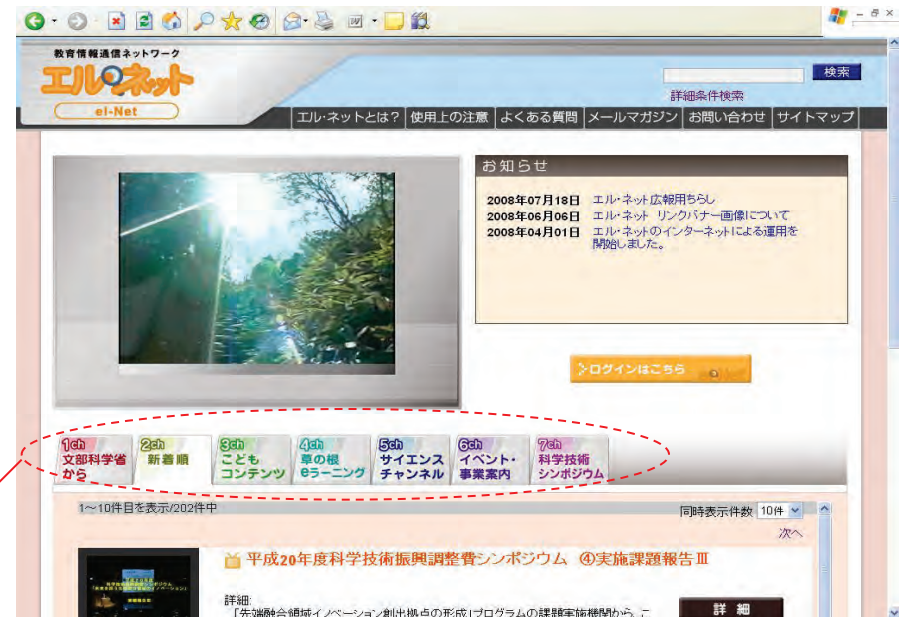 教育情報通信ネットワーク
エルネット
el-Net
検索
詳細条件検索
エル・ネットとは? 使用上の注意 よくある質問 メールマガジン お問い合わせ サイトマップ
お知らせ
2008年07月18日 エル・ネット広報用ちらし
2008年06月06日 エル・ネット リンクバナー画像について
2008年04月01日 エル・ネットのインターネットによる運用を
開始しました。
ログインはこちら
1ch 文部科学省から
2ch 新着順
3ch こどもコンテンツ
4ch 草の根eラーニング
5ch サイエンスチャンネル
6ch イベント・事業案内
7ch 科学技術シンポジウム
1~10件目を表示/202件中
同時表示件数 10件
次へ
平成20年度科学技術振興調整費シンポジウム ④実施課題報告Ⅲ
詳細:
「先端融合領域イノベーション創出拠点の形成」プログラムの課題実施機関から、こ
詳細